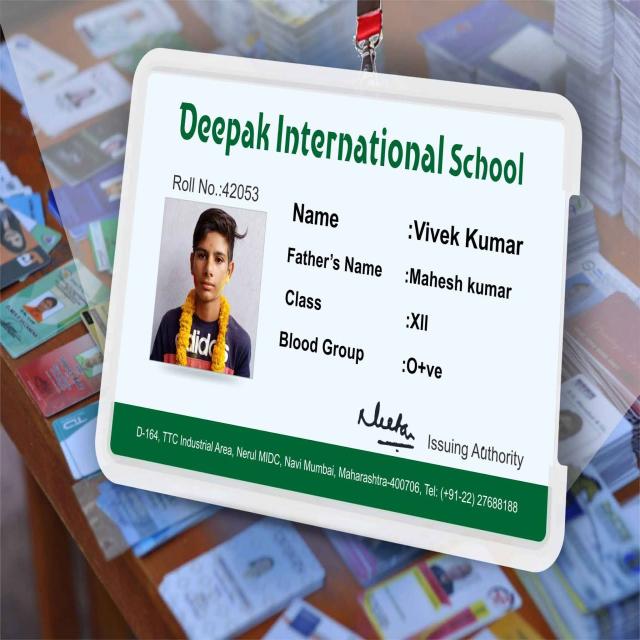 Deepak International School
Roll No.:42053
Name :Vivek Kumar
Father's Name :Mahesh kumar
Class :XII
Blood Group :O+ve
adidas
Issuing Authority
D-164, TTC Industrial Area, Nerul MIDC, Navi Mumbai, Maharashtra-400706, Tel: (+91-22) 27688188